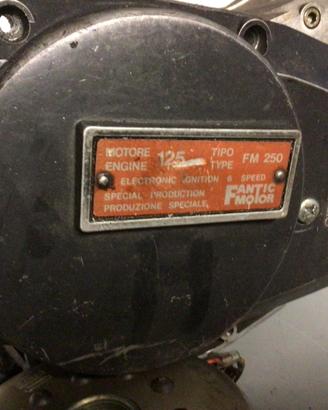 MOTORE 125 TIPO FM 250
ENGINE TYPE
ELECTRONIC IGNITION 6 SPEED
SPECIAL PRODUCTION
PRODUZIONE SPECIALE
FANTIC
MOTOR